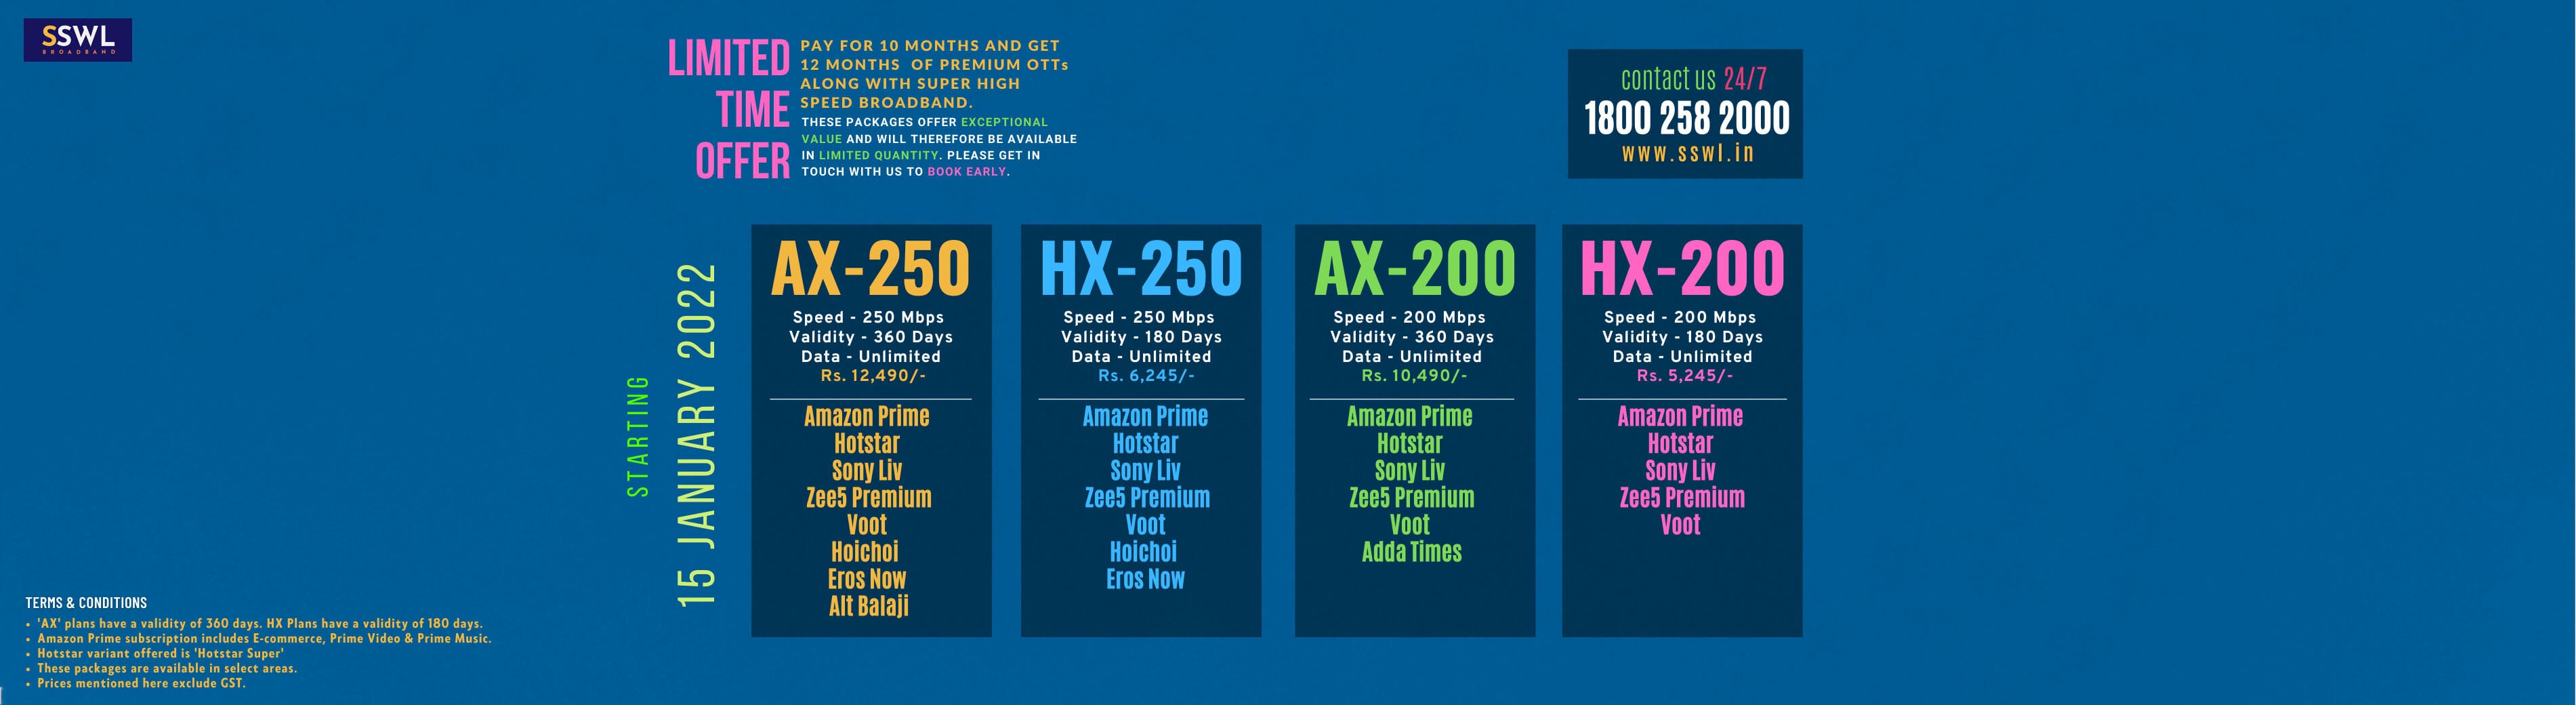 SSWL
BROADBAND
LIMITED
TIME
OFFER
PAY FOR 10 MONTHS AND GET
12 MONTHS OF PREMIUM OTTs
ALONG WITH SUPER HIGH
SPEED BROADBAND.
THESE PACKAGES OFFER EXCEPTIONAL
VALUE AND WILL THEREFORE BE AVAILABLE
IN LIMITED QUANTITY. PLEASE GET IN
TOUCH WITH US TO BOOK EARLY.
contact us 24/7
1800 258 2000
www.sswl.in
STARTING
15 JANUARY 2022
AX-250
Speed - 250 Mbps
Validity - 360 Days
Data - Unlimited
Rs. 12,490/-
Amazon Prime
Hotstar
Sony Liv
Zee5 Premium
Voot
Hoichoi
Eros Now
Alt Balaji
HX-250
Speed - 250 Mbps
Validity - 180 Days
Data - Unlimited
Rs. 6,245/-
Amazon Prime
Hotstar
Sony Liv
Zee5 Premium
Voot
Hoichoi
Eros Now
AX-200
Speed - 200 Mbps
Validity - 360 Days
Data - Unlimited
Rs. 10,490/-
Amazon Prime
Hotstar
Sony Liv
Zee5 Premium
Voot
Adda Times
HX-200
Speed - 200 Mbps
Validity - 180 Days
Data - Unlimited
Rs. 5,245/-
Amazon Prime
Hotstar
Sony Liv
Zee5 Premium
Voot
TERMS & CONDITIONS
• 'AX' plans have a validity of 360 days. HX Plans have a validity of 180 days.
• Amazon Prime subscription includes E-commerce, Prime Video & Prime Music.
• Hotstar variant offered is 'Hotstar Super'
• These packages are available in select areas.
• Prices mentioned here exclude GST.